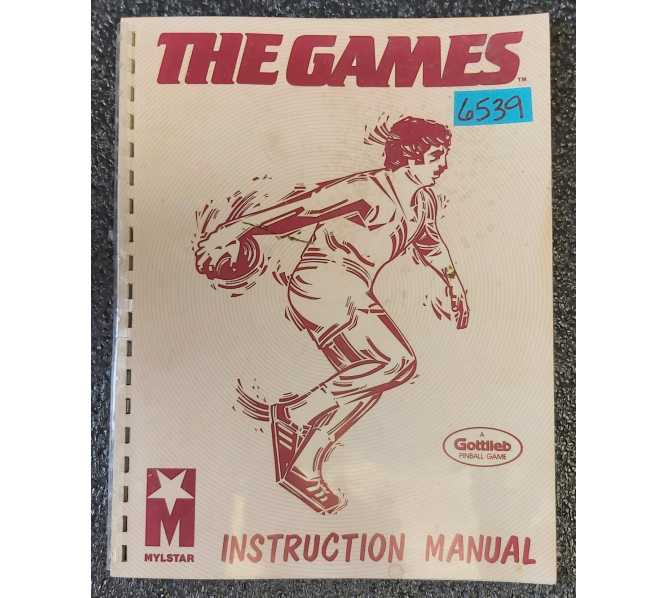 THE GAMES™
6539
A
Gottlieb
PINBALL GAME
M
MYLSTAR
INSTRUCTION MANUAL